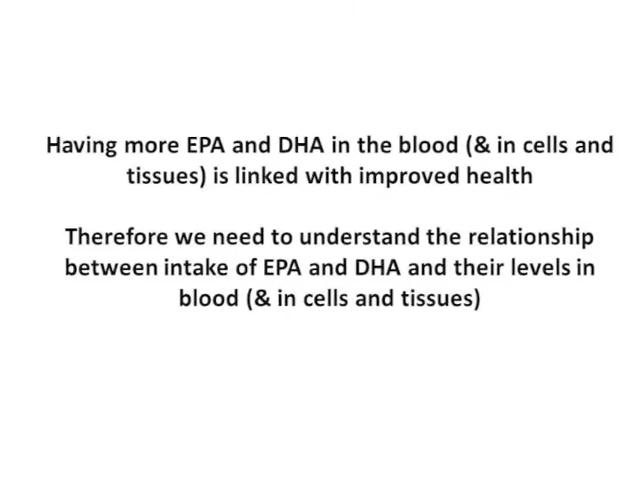 Having more EPA and DHA in the blood (& in cells and
tissues) is linked with improved health
Therefore we need to understand the relationship
between intake of EPA and DHA and their levels in
blood (& in cells and tissues)